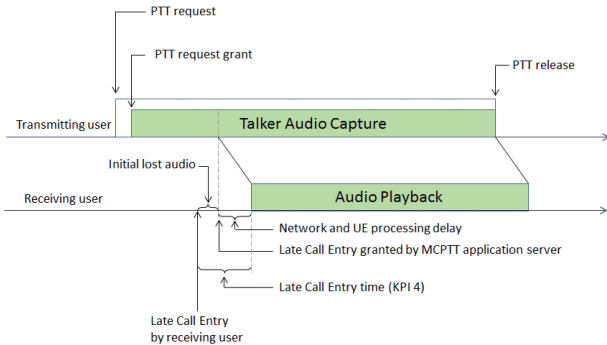 PTT request
PTT request grant
PTT release
Transmitting user
Talker Audio Capture
Initial lost audio
Receiving user
Audio Playback
Network and UE processing delay
Late Call Entry granted by MCPTT application server
Late Call Entry time (KPI 4)
Late Call Entry
by receiving user